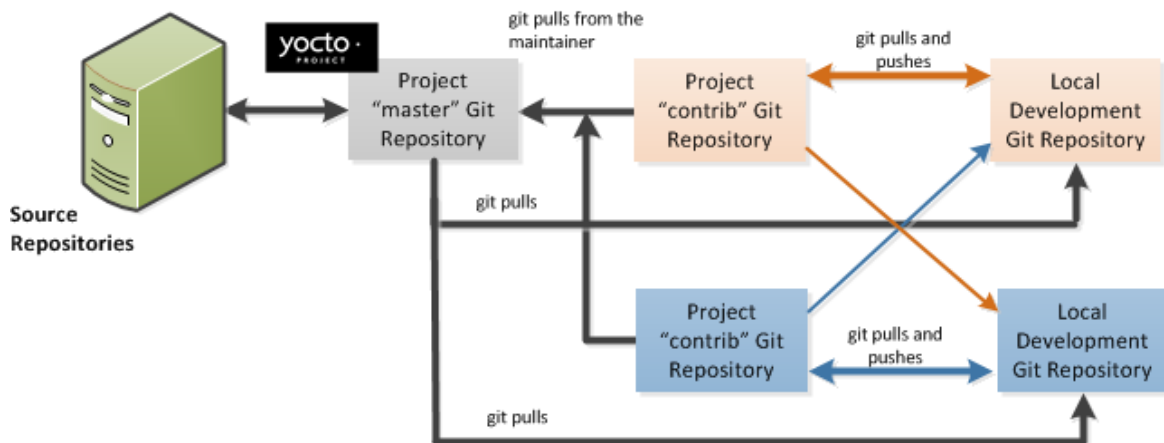 git pulls from the
maintainer
yocto ·
PROJECT
Project
“master” Git
Repository
Project
“contrib” Git
Repository
git pulls and
pushes
Local
Development
Git Repository
Source
Repositories
git pulls
Project
“contrib” Git
Repository
git pulls and
pushes
Local
Development
Git Repository
git pulls